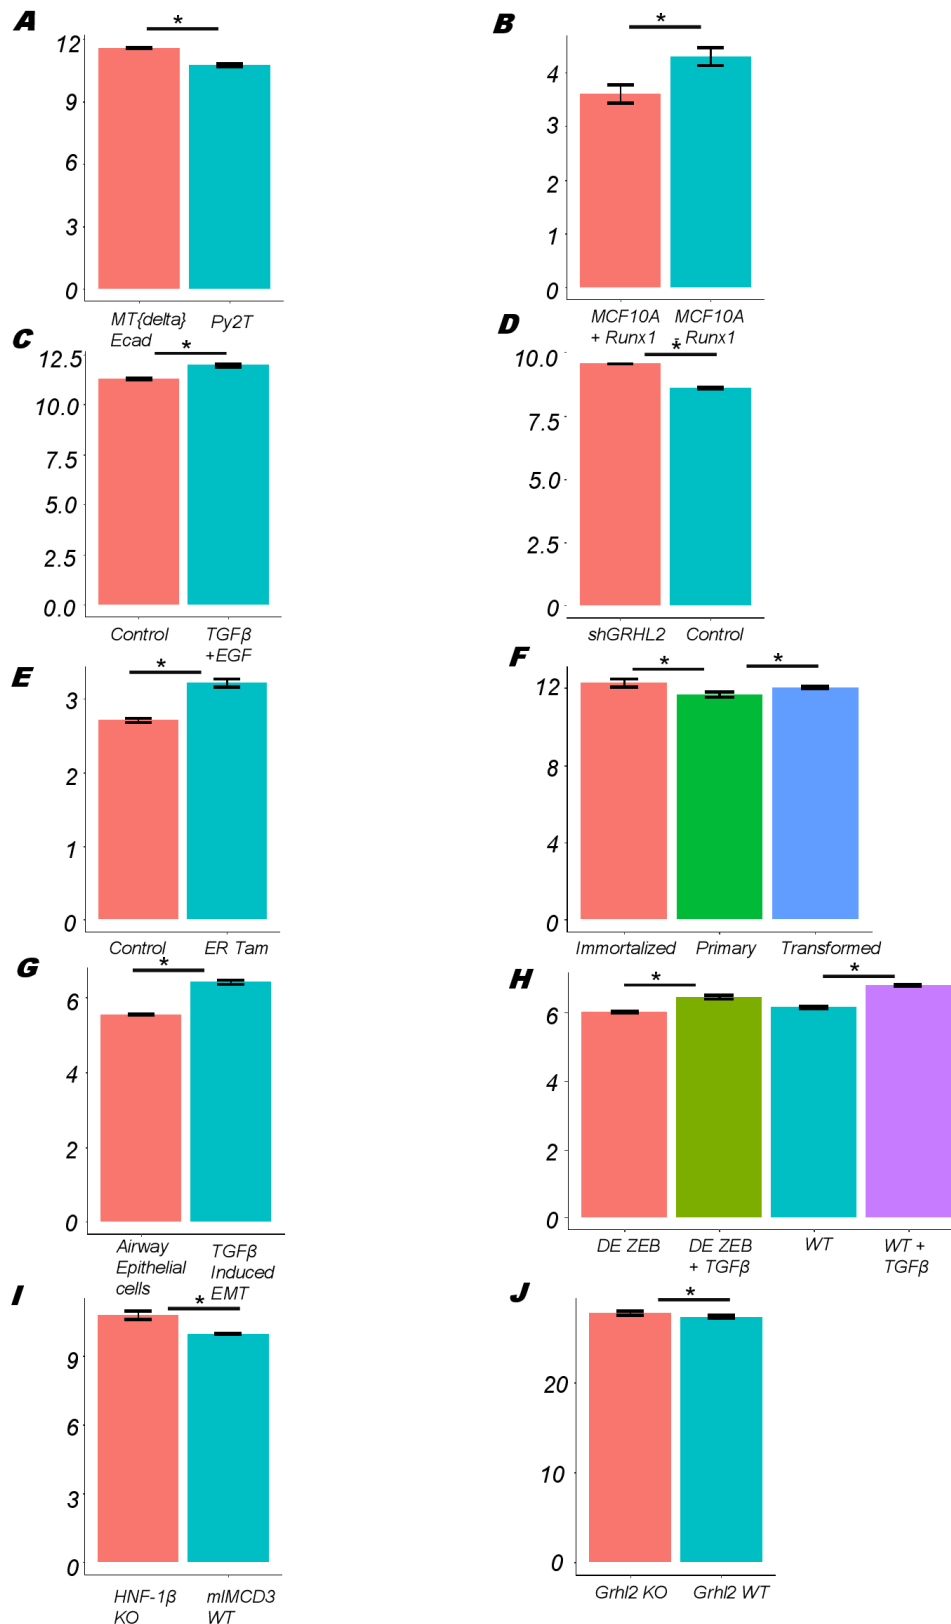 A
*
12
9
6
3
0
MT{delta} Py2T
Ecad
B
*
4
3
2
1
0
MCF10A MCF10A
+ Runx1 - Runx1
C
*
12.5
10.0
7.5
5.0
2.5
0.0
Control TGFβ
+EGF
D
*
10.0
7.5
5.0
2.5
0
shGRHL2 Control
E
*
3
2
1
0
Control ER Tam
F
* *
12
8
4
0
Immortalized Primary Transformed
G
*
6
4
2
0
Airway TGFβ
Epithelial Induced
cells EMT
H
* *
6
4
2
0
DE ZEB DE ZEB WT WT +
+ TGFβ TGFβ
I
*
9
6
3
0
HNF-1β mIMCD3
KO WT
J
*
20
10
0
Grhl2 KO Grhl2 WT